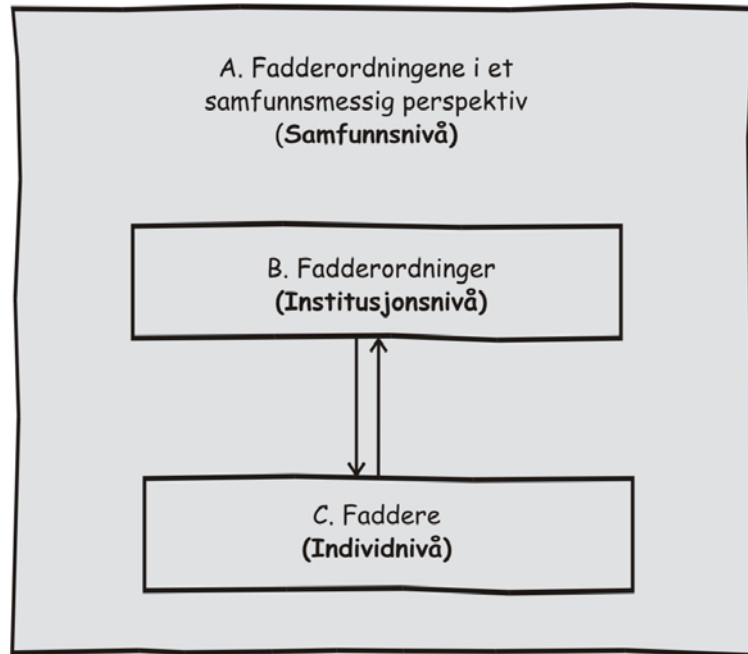 A. Fadderordningene i et
samfunnsmessig perspektiv
(Samfunnsnivå)
B. Fadderordninger
(Institusjonsnivå)
C. Faddere
(Individnivå)